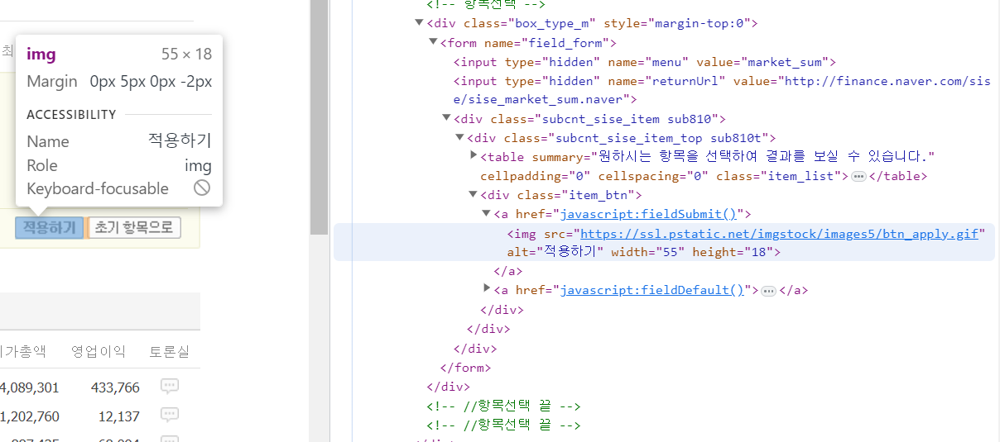 <!-- 항목선택 -->
<div class="box_type_m" style="margin-top:0">
<form name="field_form">
<input type="hidden" name="menu" value="market_sum">
<input type="hidden" name="returnUrl" value="http://finance.naver.com/sis
e/sise_market_sum.naver">
<div class="subcnt_sise_item sub810">
<div class="subcnt_sise_item_top sub810t">
<table summary="원하시는 항목을 선택하여 결과를 보실 수 있습니다."
cellpadding="0" cellspacing="0" class="item_list">…</table>
<div class="item_btn">
<a href="javascript:fieldSubmit()">
<img src="https://ssl.pstatic.net/imgstock/images5/btn_apply.gif"
alt="적용하기" width="55" height="18">
</a>
<a href="javascript:fieldDefault()">…</a>
</div>
</div>
</div>
</form>
</div>
<!-- //항목선택 끝 -->
<!-- //항목선택 끝 -->
최
img 55 × 18
Margin 0px 5px 0px -2px
ACCESSIBILITY
Name 적용하기
Role img
Keyboard-focusable
적용하기 초기 항목으로
가총액 영업이익 토론실
4,089,301 433,766
1,202,760 12,137